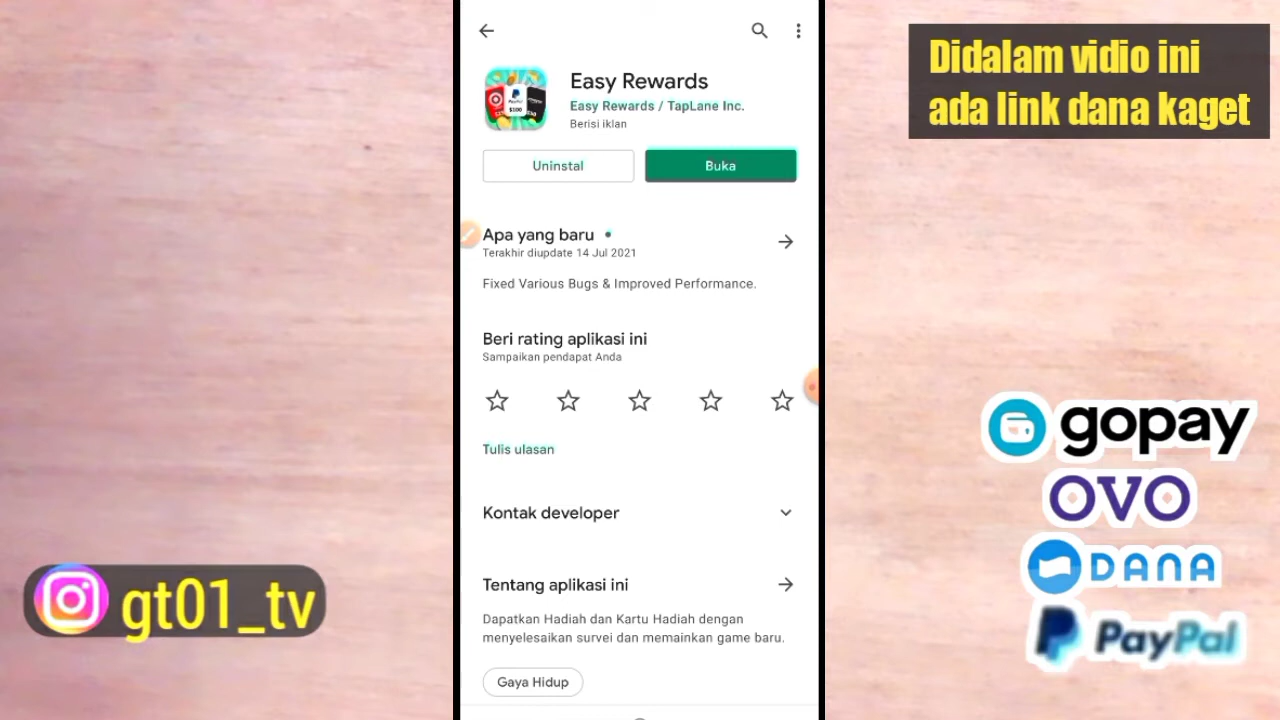 Didalam vidio ini
ada link dana kaget
Easy Rewards
Easy Rewards / TapLane Inc.
Berisi iklan
Uninstal
Buka
Apa yang baru
Terakhir diupdate 14 Jul 2021
Fixed Various Bugs & Improved Performance.
Beri rating aplikasi ini
Sampaikan pendapat Anda
Tulis ulasan
Kontak developer
Tentang aplikasi ini
Dapatkan Hadiah dan Kartu Hadiah dengan
menyelesaikan survei dan memainkan game baru.
Gaya Hidup
gt01_tv
gopay
OVO
DANA
PayPal